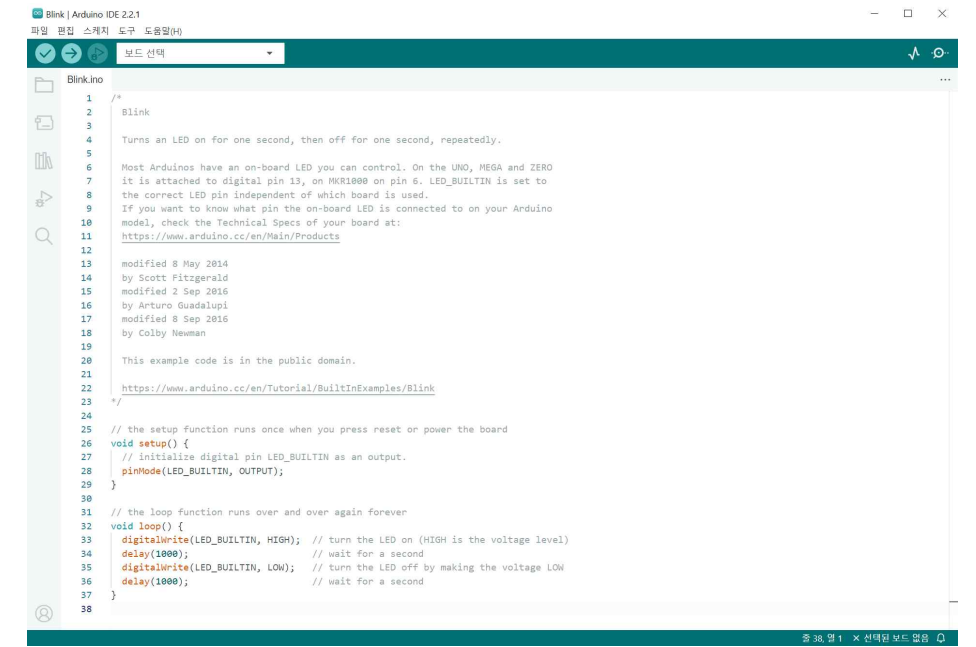 Blink | Arduino IDE 2.2.1
파일 편집 스케치 도구 도움말(H)
보드 선택
Blink.ino
1 /*
2 Blink
3
4 Turns an LED on for one second, then off for one second, repeatedly.
5
6 Most Arduinos have an on-board LED you can control. On the UNO, MEGA and ZERO
7 it is attached to digital pin 13, on MKR1000 on pin 6. LED_BUILTIN is set to
8 the correct LED pin independent of which board is used.
9 If you want to know what pin the on-board LED is connected to on your Arduino
10 model, check the Technical Specs of your board at:
11 https://www.arduino.cc/en/Main/Products
12
13 modified 8 May 2014
14 by Scott Fitzgerald
15 modified 2 Sep 2016
16 by Arturo Guadalupi
17 modified 8 Sep 2016
18 by Colby Newman
19
20 This example code is in the public domain.
21
22 https://www.arduino.cc/en/Tutorial/BuiltInExamples/Blink
23 */
24
25 // the setup function runs once when you press reset or power the board
26 void setup() {
27 // initialize digital pin LED_BUILTIN as an output.
28 pinMode(LED_BUILTIN, OUTPUT);
29 }
30
31 // the loop function runs over and over again forever
32 void loop() {
33 digitalWrite(LED_BUILTIN, HIGH); // turn the LED on (HIGH is the voltage level)
34 delay(1000); // wait for a second
35 digitalWrite(LED_BUILTIN, LOW); // turn the LED off by making the voltage LOW
36 delay(1000); // wait for a second
37 }
38
줄 38, 열 1 × 선택된 보드 없음